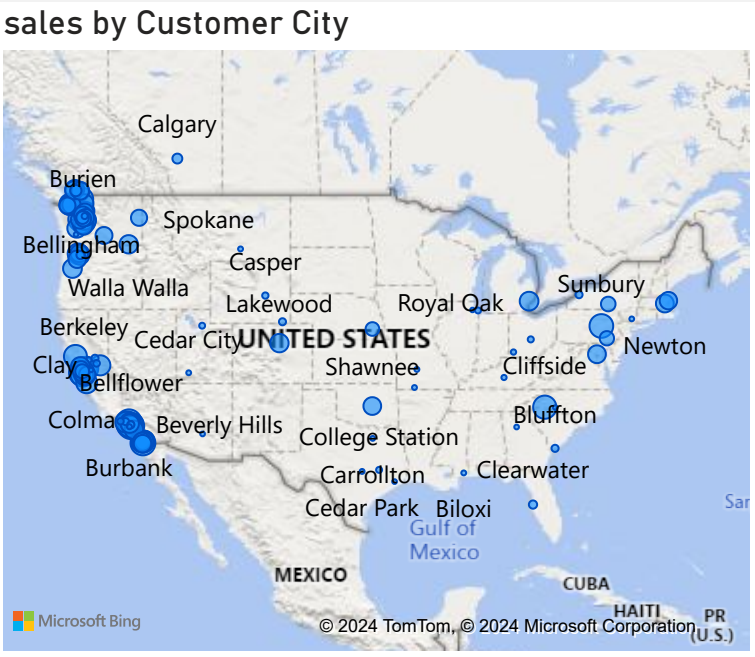 sales by Customer City
Calgary
Burien
Spokane
Bellingham
Casper
Walla Walla
Sunbury
Lakewood
Royal Oak
Berkeley
Cedar City
UNITED STATES
Newton
Clay
Shawnee
Cliffside
Bellflower
Colma
Beverly Hills
Bluffton
College Station
Burbank
Carrollton
Clearwater
Cedar Park
Biloxi
Sar
Gulf of
Mexico
MEXICO
CUBA
HAITI
PR
(U.S.)
Microsoft Bing
© 2024 TomTom, © 2024 Microsoft Corporation